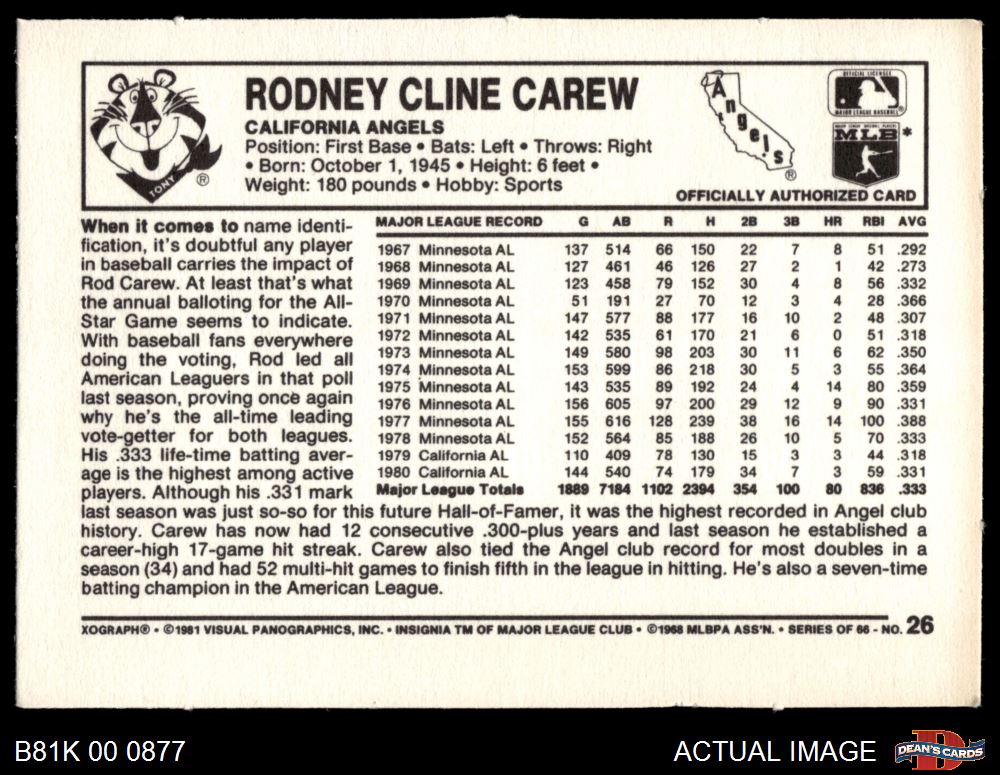 RODNEY CLINE CAREW
CALIFORNIA ANGELS
Position: First Base • Bats: Left • Throws: Right
• Born: October 1, 1945 • Height: 6 feet •
Weight: 180 pounds • Hobby: Sports
TONY
®
Angels
®
OFFICIAL LICENSEE
MAJOR LEAGUE BASEBALL
®
MAJOR LEAGUE BASEBALL PLAYERS
MLB *
OFFICIALLY AUTHORIZED CARD
When it comes to name identi-
fication, it's doubtful any player
in baseball carries the impact of
Rod Carew. At least that's what
the annual balloting for the All-
Star Game seems to indicate.
With baseball fans everywhere
doing the voting, Rod led all
American Leaguers in that poll
last season, proving once again
why he's the all-time leading
vote-getter for both leagues.
His .333 life-time batting aver-
age is the highest among active
players. Although his .331 mark
last season was just so-so for this future Hall-of-Famer, it was the highest recorded in Angel club
history. Carew has now had 12 consecutive .300-plus years and last season he established a
career-high 17-game hit streak. Carew also tied the Angel club record for most doubles in a
season (34) and had 52 multi-hit games to finish fifth in the league in hitting. He's also a seven-time
batting champion in the American League.
MAJOR LEAGUE RECORD G AB R H 2B 3B HR RBI AVG
1967 Minnesota AL 137 514 66 150 22 7 8 51 .292
1968 Minnesota AL 127 461 46 126 27 2 1 42 .273
1969 Minnesota AL 123 458 79 152 30 4 8 56 .332
1970 Minnesota AL 51 191 27 70 12 3 4 28 .366
1971 Minnesota AL 147 577 88 177 16 10 2 48 .307
1972 Minnesota AL 142 535 61 170 21 6 0 51 .318
1973 Minnesota AL 149 580 98 203 30 11 6 62 .350
1974 Minnesota AL 153 599 86 218 30 5 3 55 .364
1975 Minnesota AL 143 535 89 192 24 4 14 80 .359
1976 Minnesota AL 156 605 97 200 29 12 9 90 .331
1977 Minnesota AL 155 616 128 239 38 16 14 100 .388
1978 Minnesota AL 152 564 85 188 26 10 5 70 .333
1979 California AL 110 409 78 130 15 3 3 44 .318
1980 California AL 144 540 74 179 34 7 3 59 .331
Major League Totals 1889 7184 1102 2394 354 100 80 836 .333
XOGRAPH® • ©1981 VISUAL PANOGRAPHICS, INC. • INSIGNIA TM OF MAJOR LEAGUE CLUB • ©1968 MLBPA ASS'N. • SERIES OF 66 - NO. 26
B81K 00 0877
ACTUAL IMAGE
DEAN'S CARDS